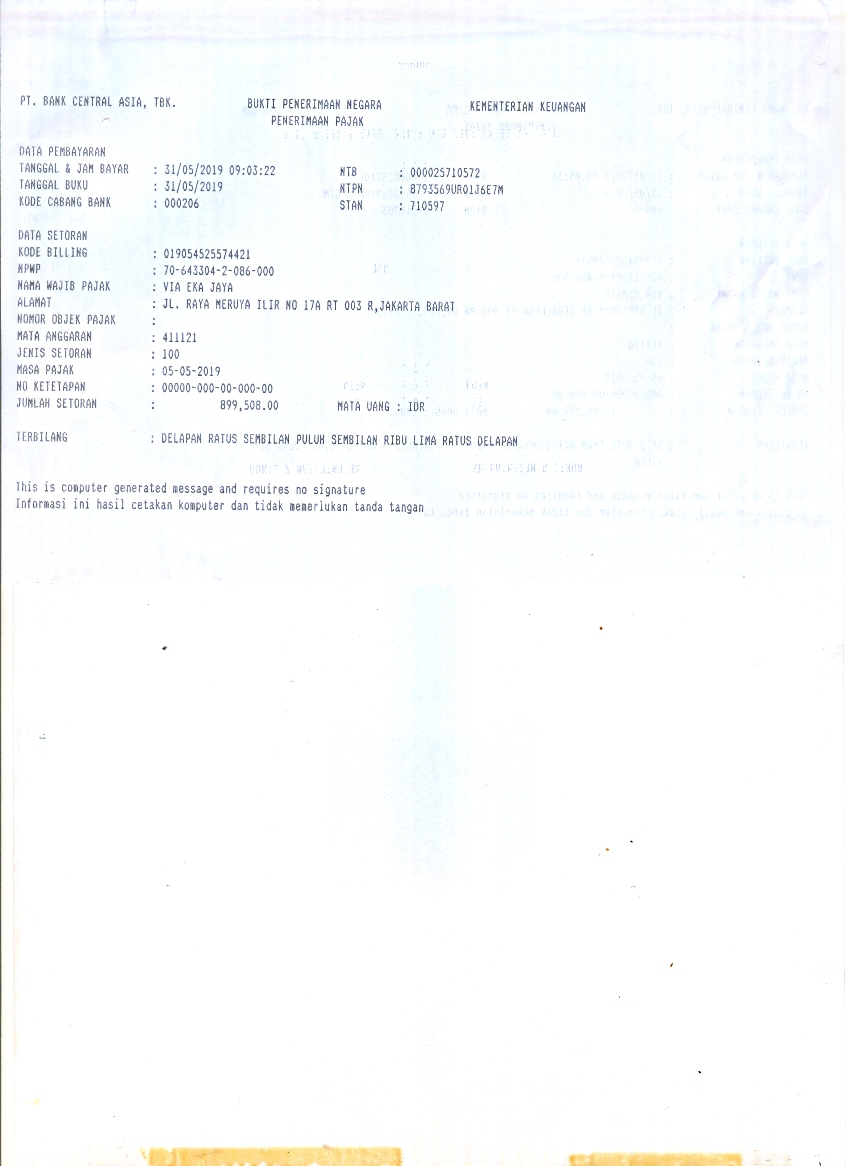 PT. BANK CENTRAL ASIA, TBK. BUKTI PENERIMAAN NEGARA KEMENTERIAN KEUANGAN
PENERIMAAN PAJAK
DATA PEMBAYARAN
TANGGAL & JAM BAYAR : 31/05/2019 09:03:22 NTB : 000025710572
TANGGAL BUKU : 31/05/2019 NTPN : 8793569URO1J6E7M
KODE CABANG BANK : 000206 STAN : 710597
DATA SETORAN
KODE BILLING : 019054525574421
NPWP : 70-643304-2-086-000
NAMA WAJIB PAJAK : VIA EKA JAYA
ALAMAT : JL. RAYA MERUYA ILIR NO 17A RT 003 R,JAKARTA BARAT
NOMOR OBJEK PAJAK :
MATA ANGGARAN : 411121
JENIS SETORAN : 100
MASA PAJAK : 05-05-2019
NO KETETAPAN : 00000-000-00-000-00
JUMLAH SETORAN : 899,508.00 MATA UANG : IDR
TERBILANG : DELAPAN RATUS SEMBILAN PULUH SEMBILAN RIBU LIMA RATUS DELAPAN
This is computer generated message and requires no signature
Informasi ini hasil cetakan komputer dan tidak memerlukan tanda tangan